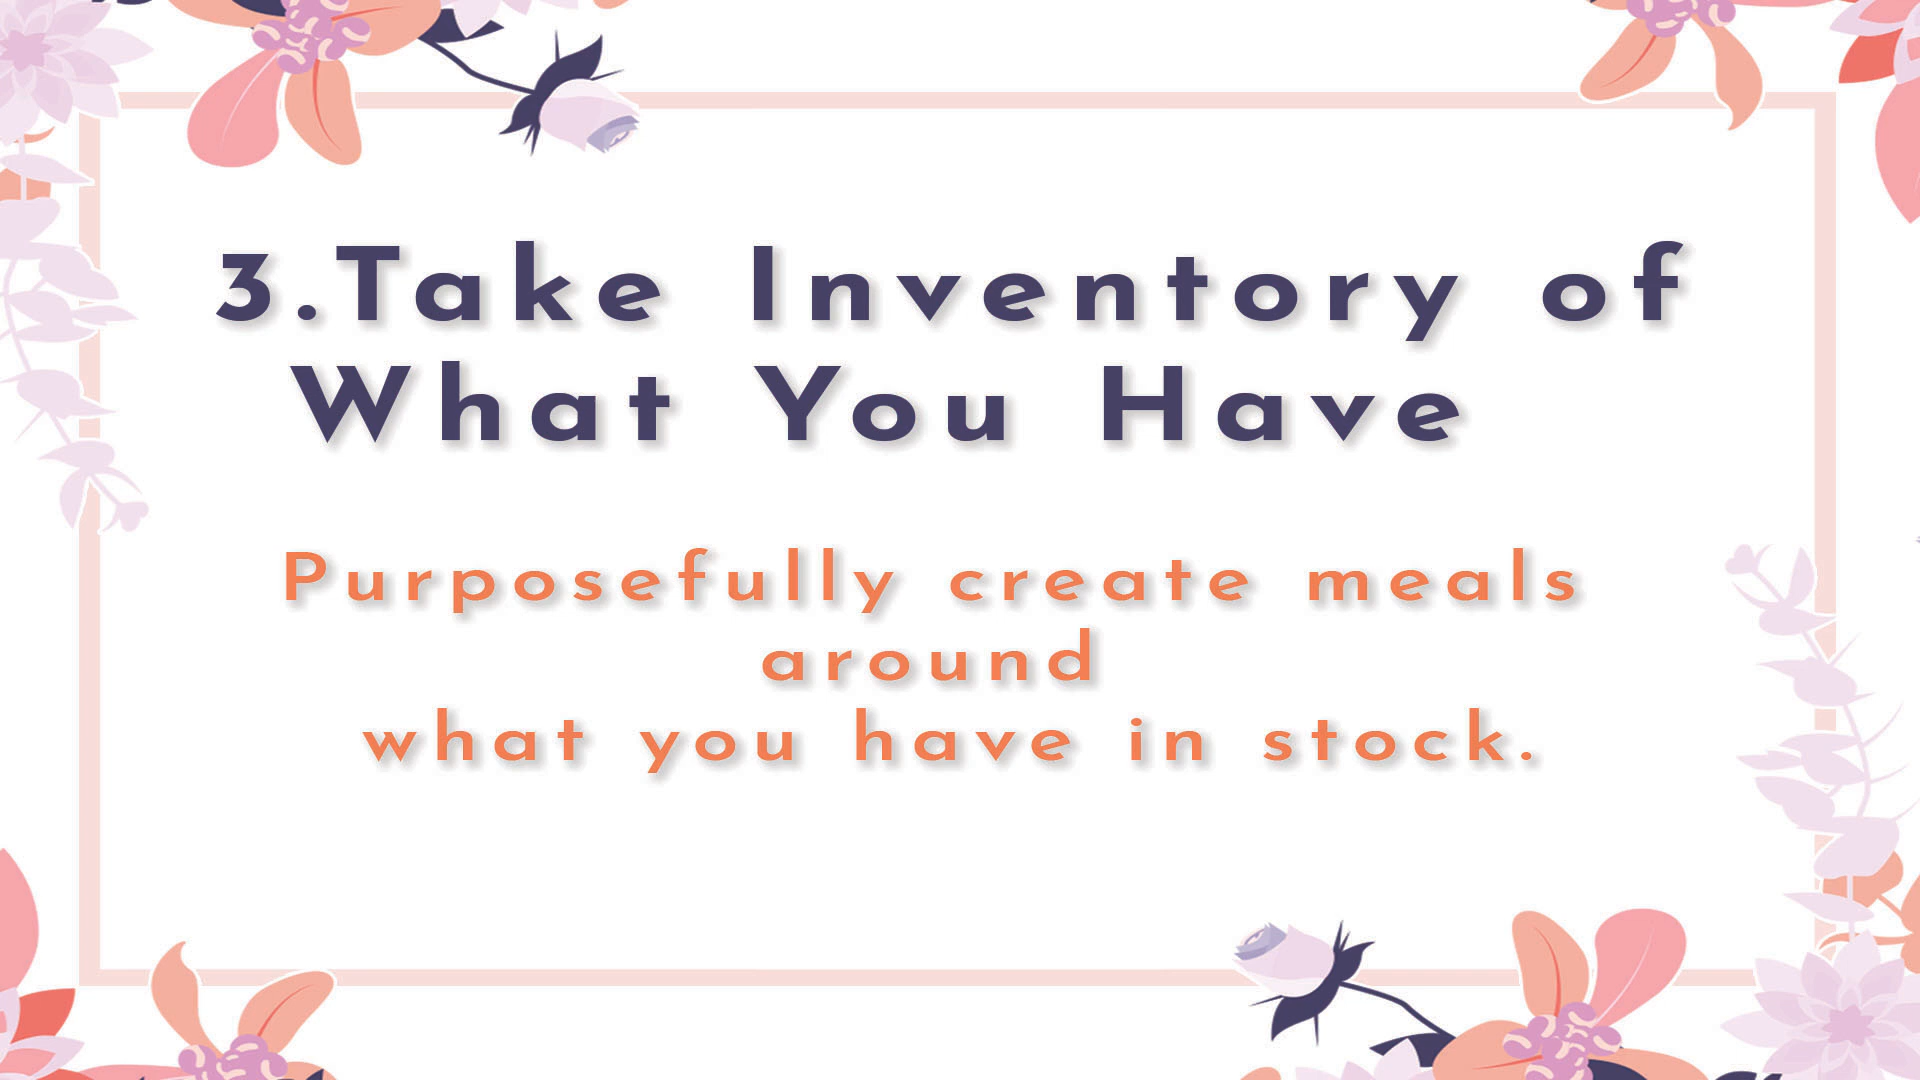 3.Take Inventory of
What You Have
Purposefully create meals
around
what you have in stock.